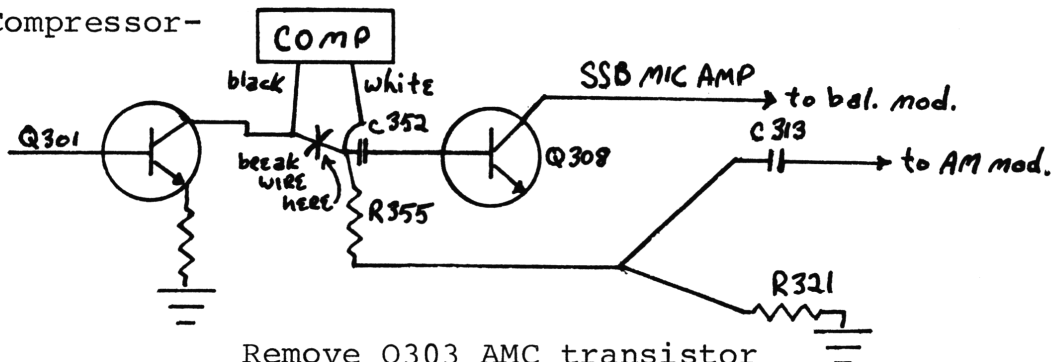 Compressor-
COMP
black
white
SSB MIC AMP
to bal. mod.
C352
C313
Q301
Q308
to AM mod.
break
WIRE
HERE
R355
R321
Remove Q303 AMC transistor